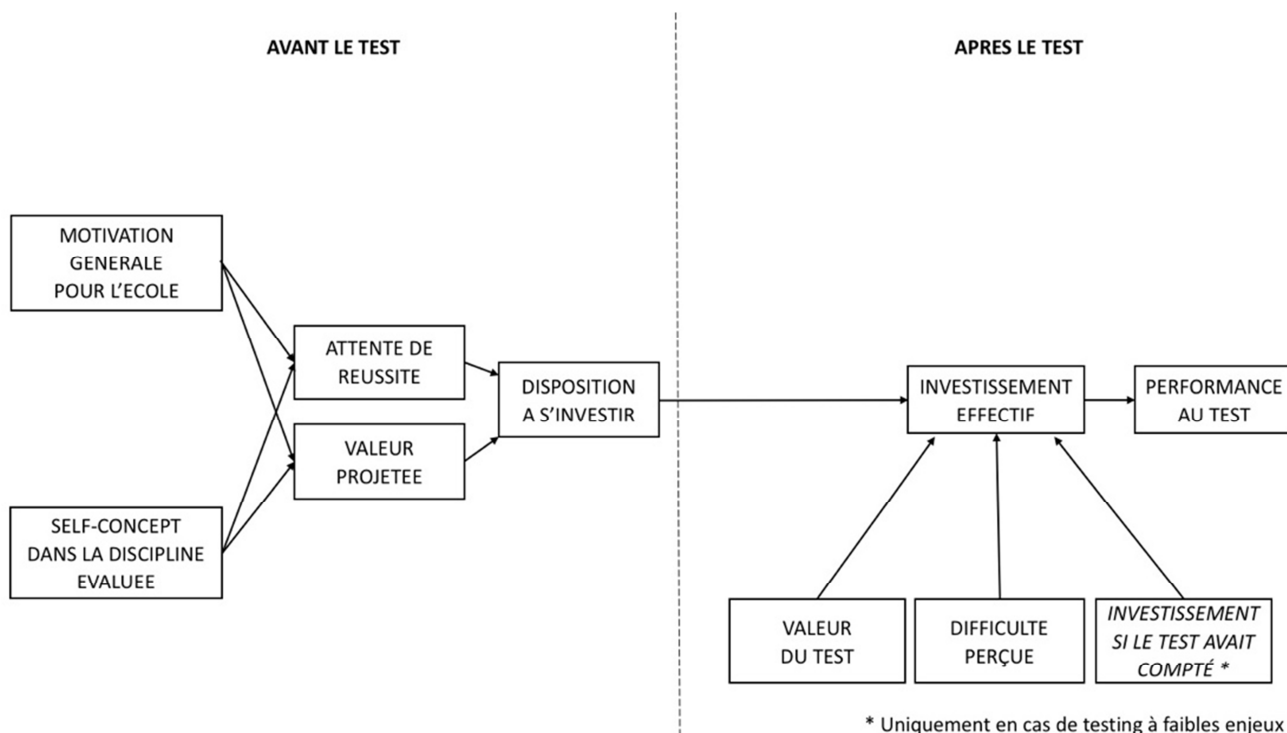 AVANT LE TEST
APRES LE TEST
MOTIVATION
GENERALE
POUR L'ECOLE
ATTENTE DE
REUSSITE
VALEUR
PROJETEE
SELF-CONCEPT
DANS LA DISCIPLINE
EVALUEE
DISPOSITION
A S'INVESTIR
INVESTISSEMENT
EFFECTIF
PERFORMANCE
AU TEST
VALEUR
DU TEST
DIFFICULTE
PERÇUE
INVESTISSEMENT
SI LE TEST AVAIT
COMPTÉ *
* Uniquement en cas de testing à faibles enjeux